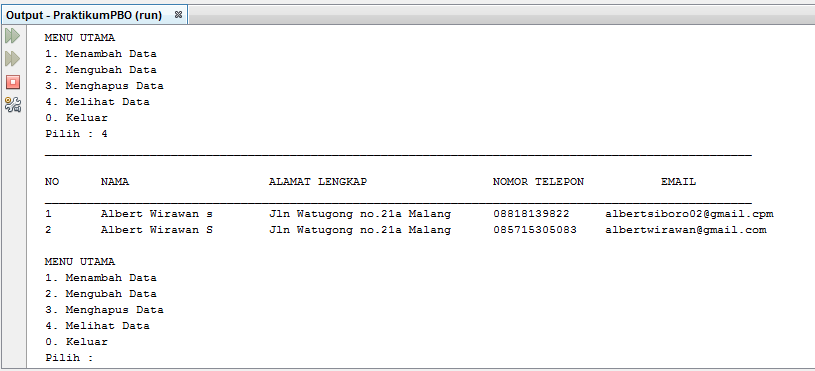 Output - PraktikumPBO (run)
MENU UTAMA
1. Menambah Data
2. Mengubah Data
3. Menghapus Data
4. Melihat Data
0. Keluar
Pilih : 4
NO NAMA ALAMAT LENGKAP NOMOR TELEPON EMAIL
1 Albert Wirawan s Jln Watugong no.21a Malang 08818139822 albertsiboro02@gmail.cpm
2 Albert Wirawan S Jln Watugong no.21a Malang 085715305083 albertwirawan@gmail.com
MENU UTAMA
1. Menambah Data
2. Mengubah Data
3. Menghapus Data
4. Melihat Data
0. Keluar
Pilih :